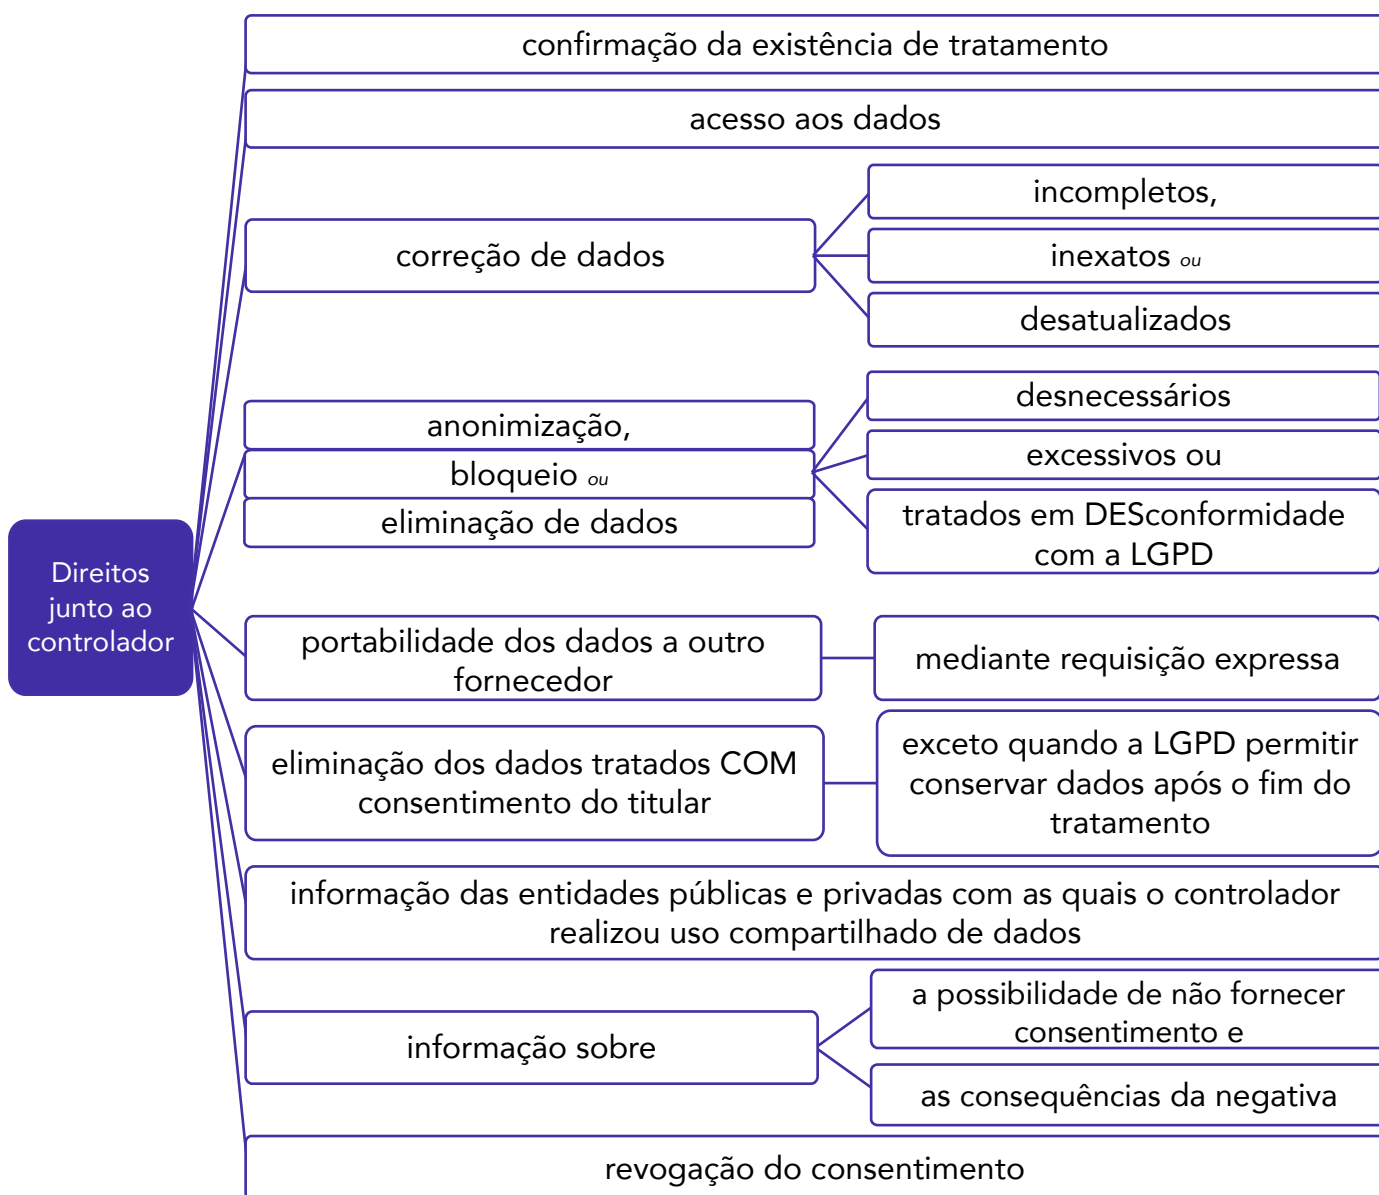 confirmação da existência de tratamento
acesso aos dados
correção de dados
incompletos,
inexatos ou
desatualizados
anonimização,
bloqueio ou
eliminação de dados
desnecessários
excessivos ou
tratados em DESconformidade
com a LGPD
Direitos
junto ao
controlador
portabilidade dos dados a outro
fornecedor
mediante requisição expressa
eliminação dos dados tratados COM
consentimento do titular
exceto quando a LGPD permitir
conservar dados após o fim do
tratamento
informação das entidades públicas e privadas com as quais o controlador
realizou uso compartilhado de dados
informação sobre
a possibilidade de não fornecer
consentimento e
as consequências da negativa
revogação do consentimento